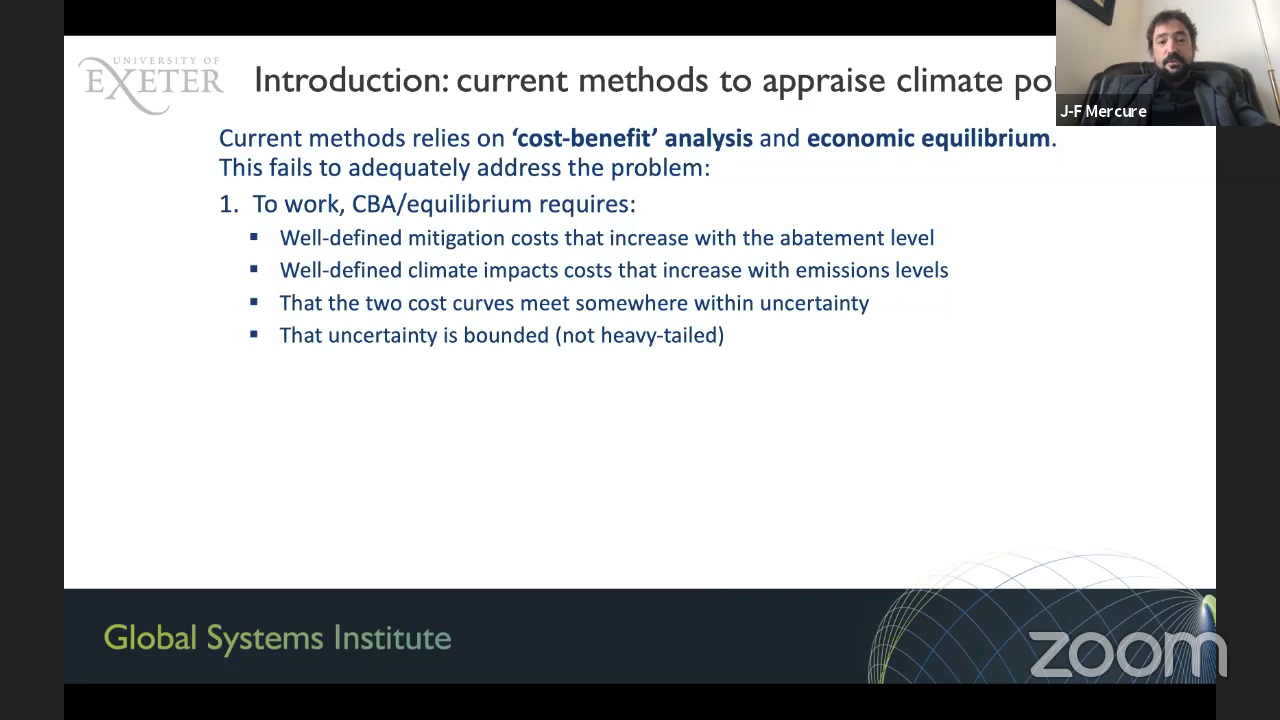 UNIVERSITY OF
EXETER
Introduction: current methods to appraise climate pol
J-F Mercure
Current methods relies on ‘cost-benefit’ analysis and economic equilibrium.
This fails to adequately address the problem:
1. To work, CBA/equilibrium requires:
▪ Well-defined mitigation costs that increase with the abatement level
▪ Well-defined climate impacts costs that increase with emissions levels
▪ That the two cost curves meet somewhere within uncertainty
▪ That uncertainty is bounded (not heavy-tailed)
Global Systems Institute
zoom